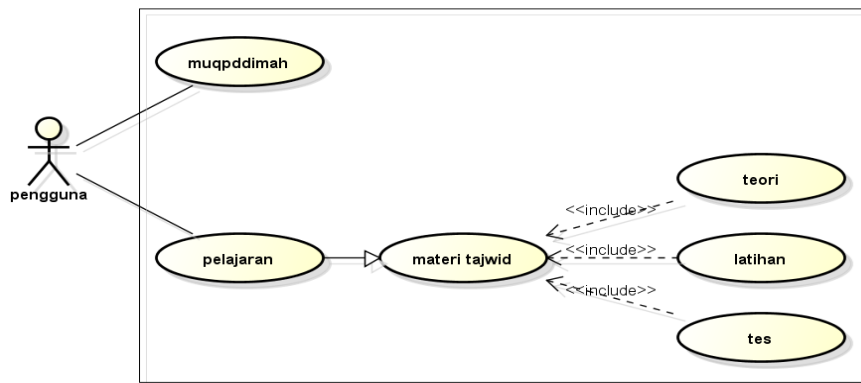 muqpddimah
pengguna
pelajaran
materi tajwid
<<include>>
teori
<<include>>
latihan
<<include>>
tes